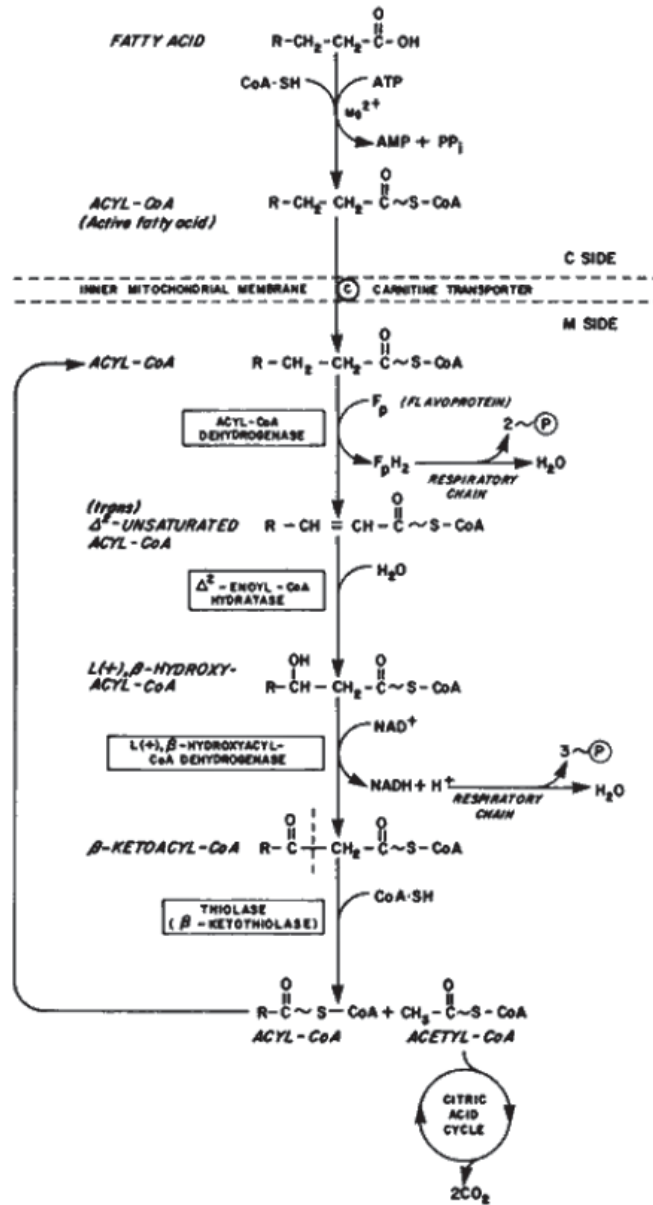 FATTY ACID
R-CH₂-CH₂-C-OH
O
CoA-SH
ATP
Mg²⁺
AMP + PPi
ACYL-CoA
(Active fatty acid)
R-CH₂-CH₂-C~S-CoA
O
C SIDE
INNER MITOCHONDRIAL MEMBRANE C CARNITINE TRANSPORTER
M SIDE
ACYL-CoA
R-CH₂-CH₂-C~S-CoA
O
ACYL-CoA
DEHYDROGENASE
Fp (FLAVOPROTEIN)
FpH₂
2~P
H₂O
RESPIRATORY
CHAIN
(trans)
Δ²-UNSATURATED
ACYL-CoA
R-CH=CH-C~S-CoA
O
Δ²-ENOYL-CoA
HYDRATASE
H₂O
L(+),β-HYDROXY-
ACYL-CoA
OH
O
R-CH-CH₂-C~S-CoA
L(+),β-HYDROXYACYL-
CoA DEHYDROGENASE
NAD⁺
NADH + H⁺
3~P
H₂O
RESPIRATORY
CHAIN
β-KETOACYL-CoA
O
O
R-C-CH₂-C~S-CoA
THIOLASE
(β-KETOTHIOLASE)
CoA·SH
O
O
R-C~S-CoA + CH₃-C~S-CoA
ACYL-CoA
ACETYL-CoA
CITRIC
ACID
CYCLE
2CO₂